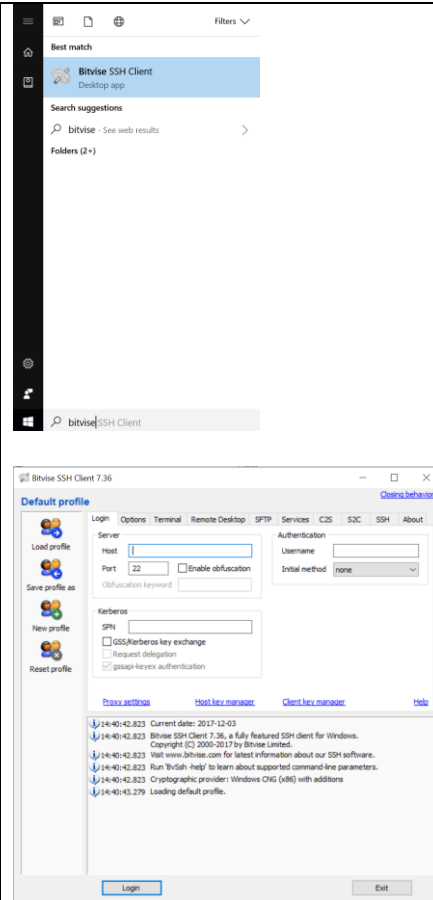 Filters
Best match
Bitvise SSH Client
Desktop app
Search suggestions
bitvise - See web results
Folders (2+)
bitvise SSH Client
Bitvise SSH Client 7.36
Default profile
Closing behavior
Load profile
Save profile as
New profile
Reset profile
Login Options Terminal Remote Desktop SFTP Services C2S S2C SSH About
Server
Host
Port 22 Enable obfuscation
Obfuscation keyword
Authentication
Username
Initial method none
Kerberos
SPN
GSS/Kerberos key exchange
Request delegation
gssapi-keyex authentication
Proxy settings Host key manager Client key manager Help
14:40:42.823 Current date: 2017-12-03
14:40:42.823 Bitvise SSH Client 7.36, a fully featured SSH client for Windows.
Copyright (C) 2000-2017 by Bitvise Limited.
14:40:42.823 Visit www.bitvise.com for latest information about our SSH software.
14:40:42.823 Run 'BvSsh -help' to learn about supported command-line parameters.
14:40:42.823 Cryptographic provider: Windows CNG (x86) with additions
14:40:43.279 Loading default profile.
Login Exit